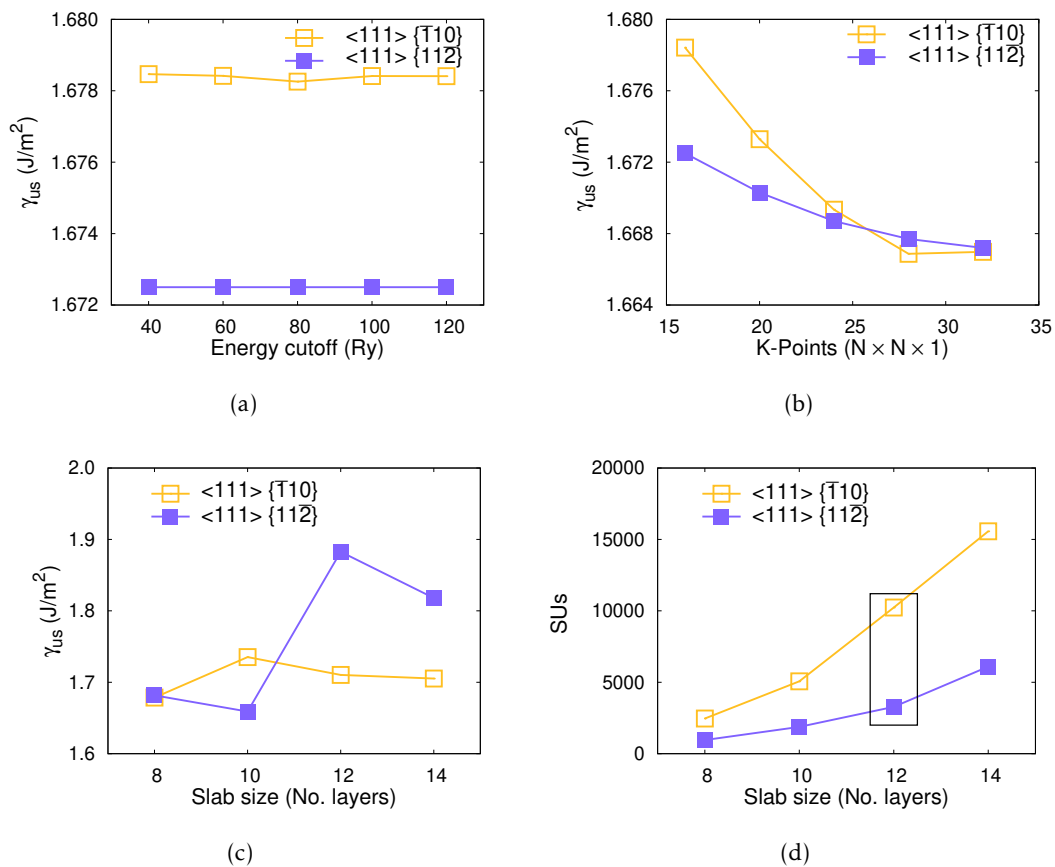 1.680
1.678
1.676
1.674
1.672
γus (J/m²)
<111> {1̅10}
<111> {112̅}
40 60 80 100 120
Energy cutoff (Ry)
(a)
1.680
1.676
1.672
1.668
1.664
γus (J/m²)
<111> {1̅10}
<111> {112̅}
15 20 25 30 35
K-Points (N × N × 1)
(b)
2.0
1.9
1.8
1.7
1.6
γus (J/m²)
<111> {1̅10}
<111> {112̅}
8 10 12 14
Slab size (No. layers)
(c)
20000
15000
10000
5000
0
SUs
<111> {1̅10}
<111> {112̅}
8 10 12 14
Slab size (No. layers)
(d)